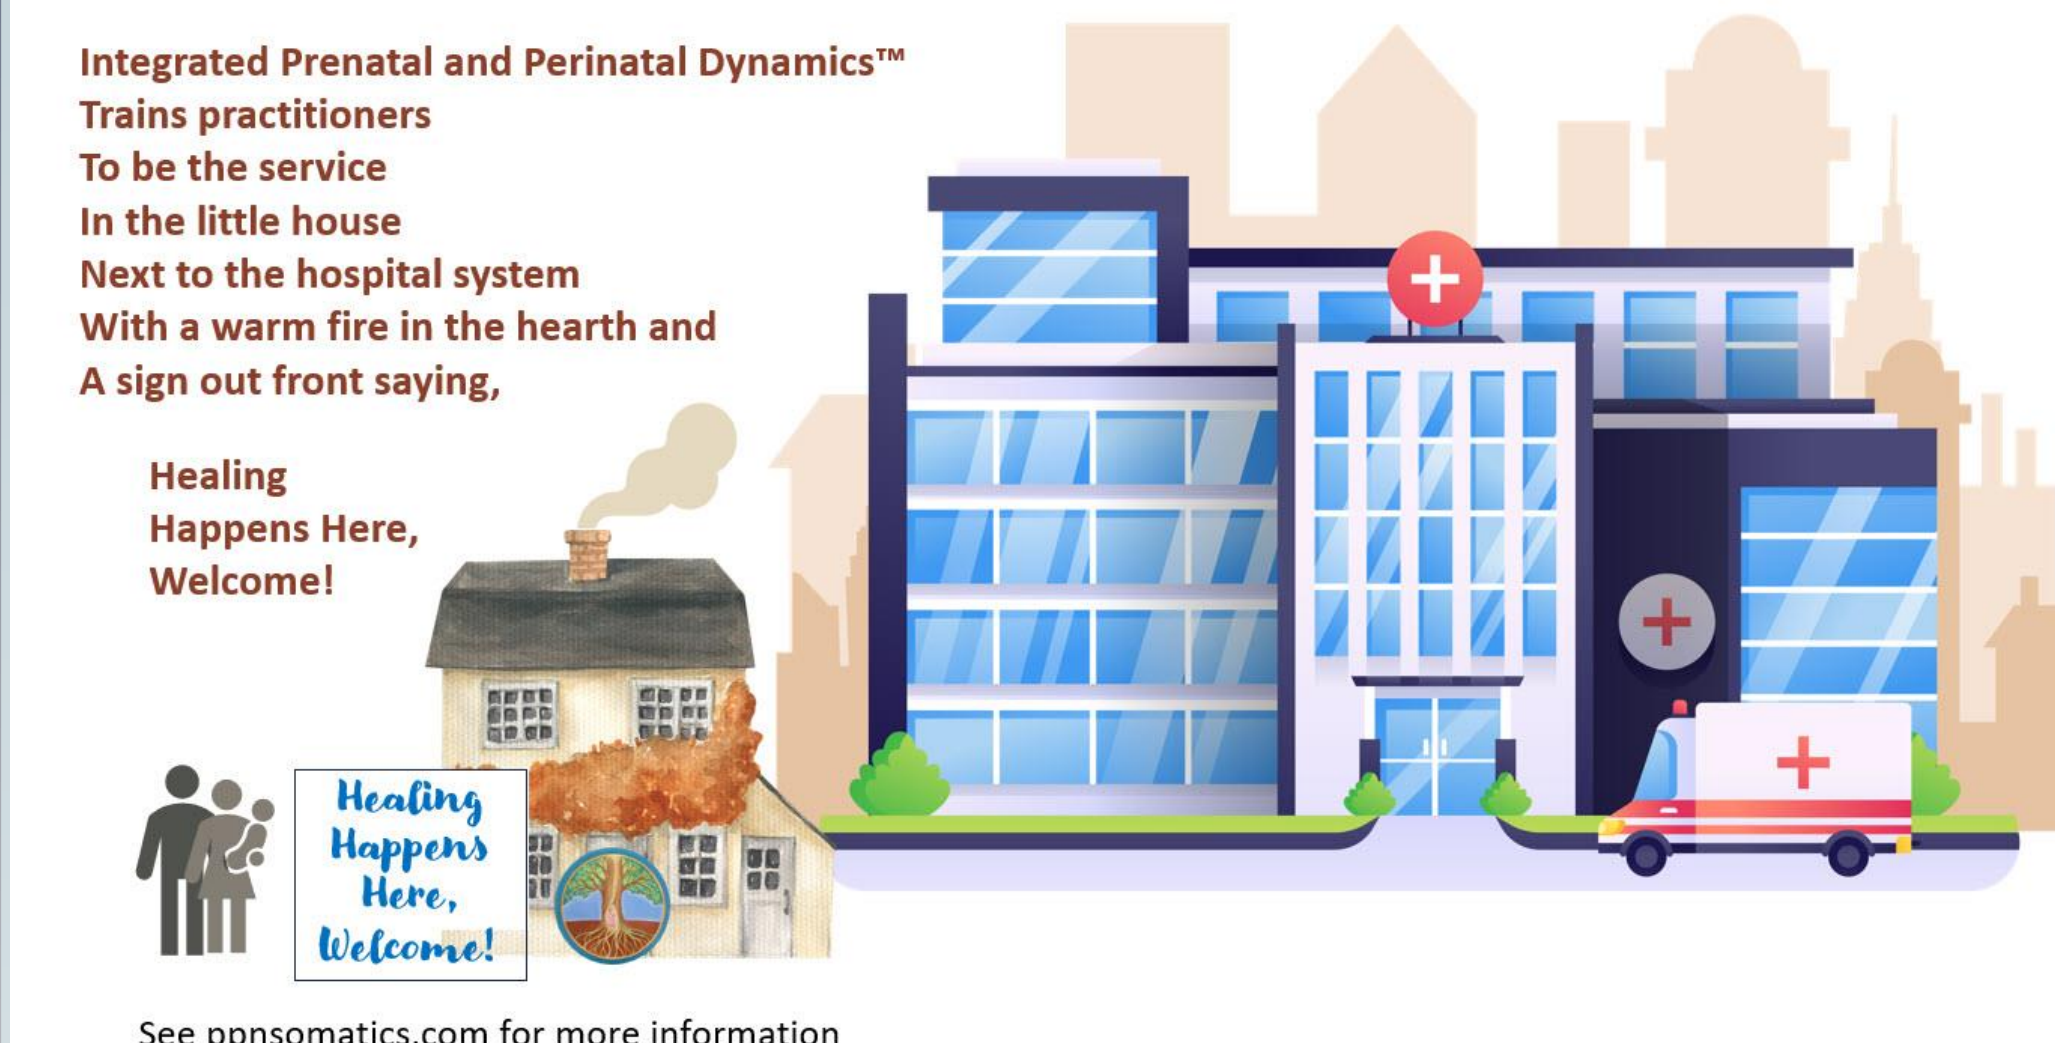 Integrated Prenatal and Perinatal Dynamics™
Trains practitioners
To be the service
In the little house
Next to the hospital system
With a warm fire in the hearth and
A sign out front saying,
Healing
Happens Here,
Welcome!
Healing
Happens
Here,
Welcome!
See ppnsomatics.com for more information